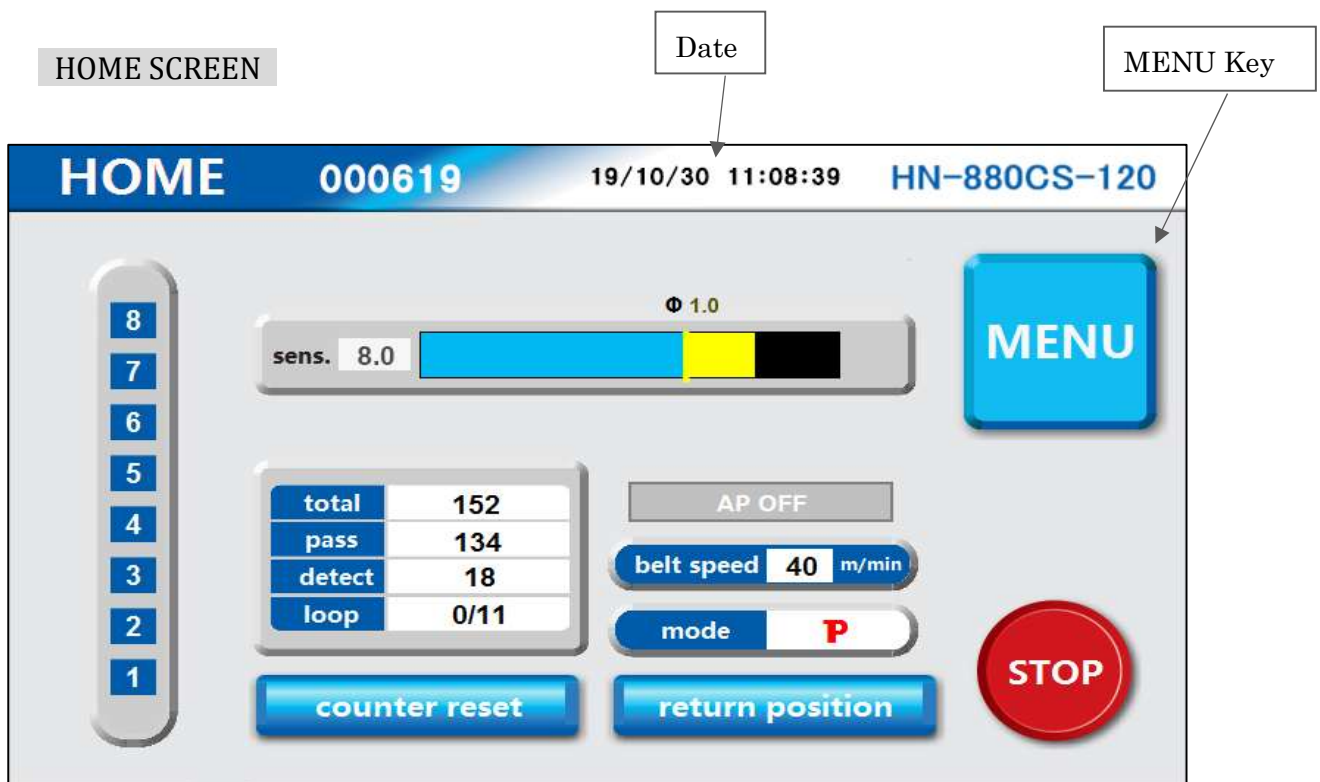 HOME SCREEN
Date
MENU Key
HOME 000619 19/10/30 11:08:39 HN-880CS-120
8
7
6
5
4
3
2
1
Φ 1.0
sens. 8.0
MENU
total 152
pass 134
detect 18
loop 0/11
AP OFF
belt speed 40 m/min
mode P
counter reset
return position
STOP